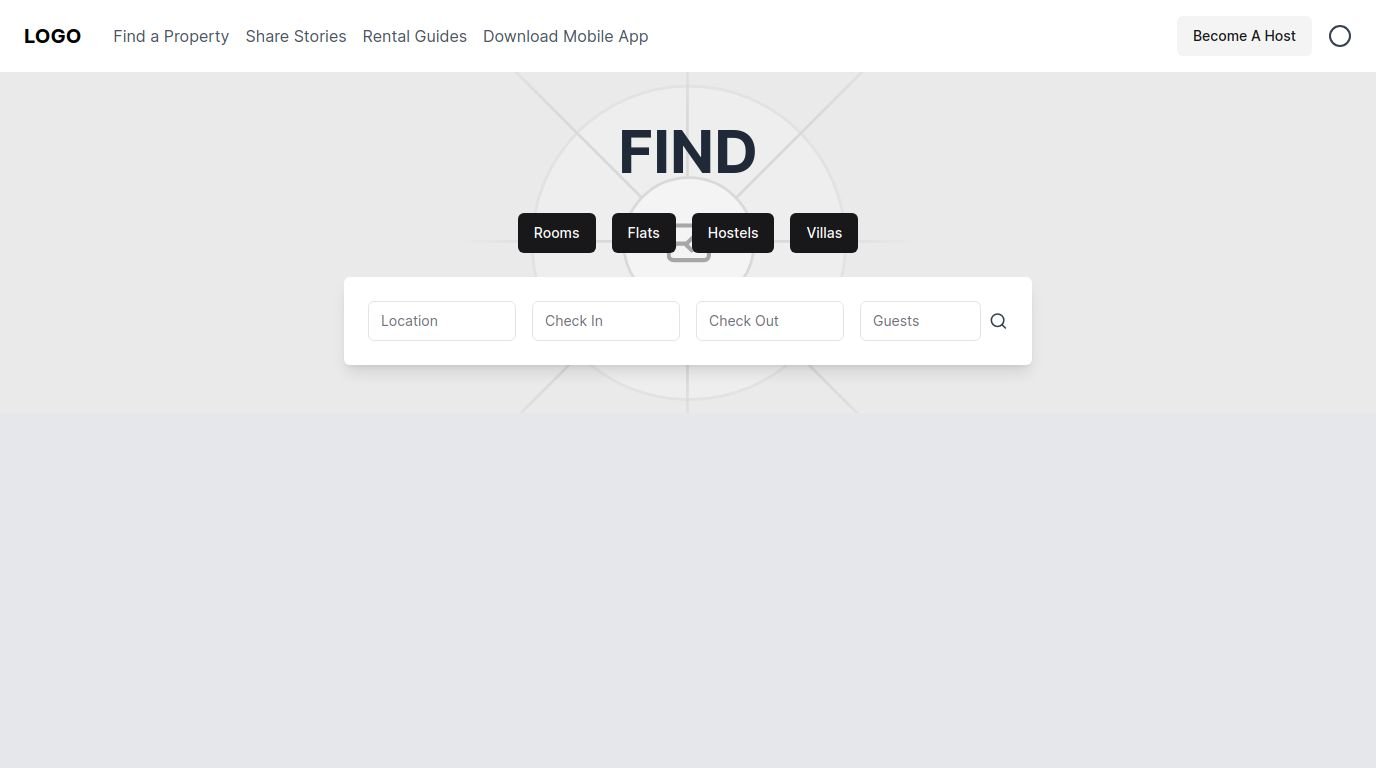 LOGO Find a Property Share Stories Rental Guides Download Mobile App Become A Host
FIND
Rooms Flats Hostels Villas
Location Check In Check Out Guests